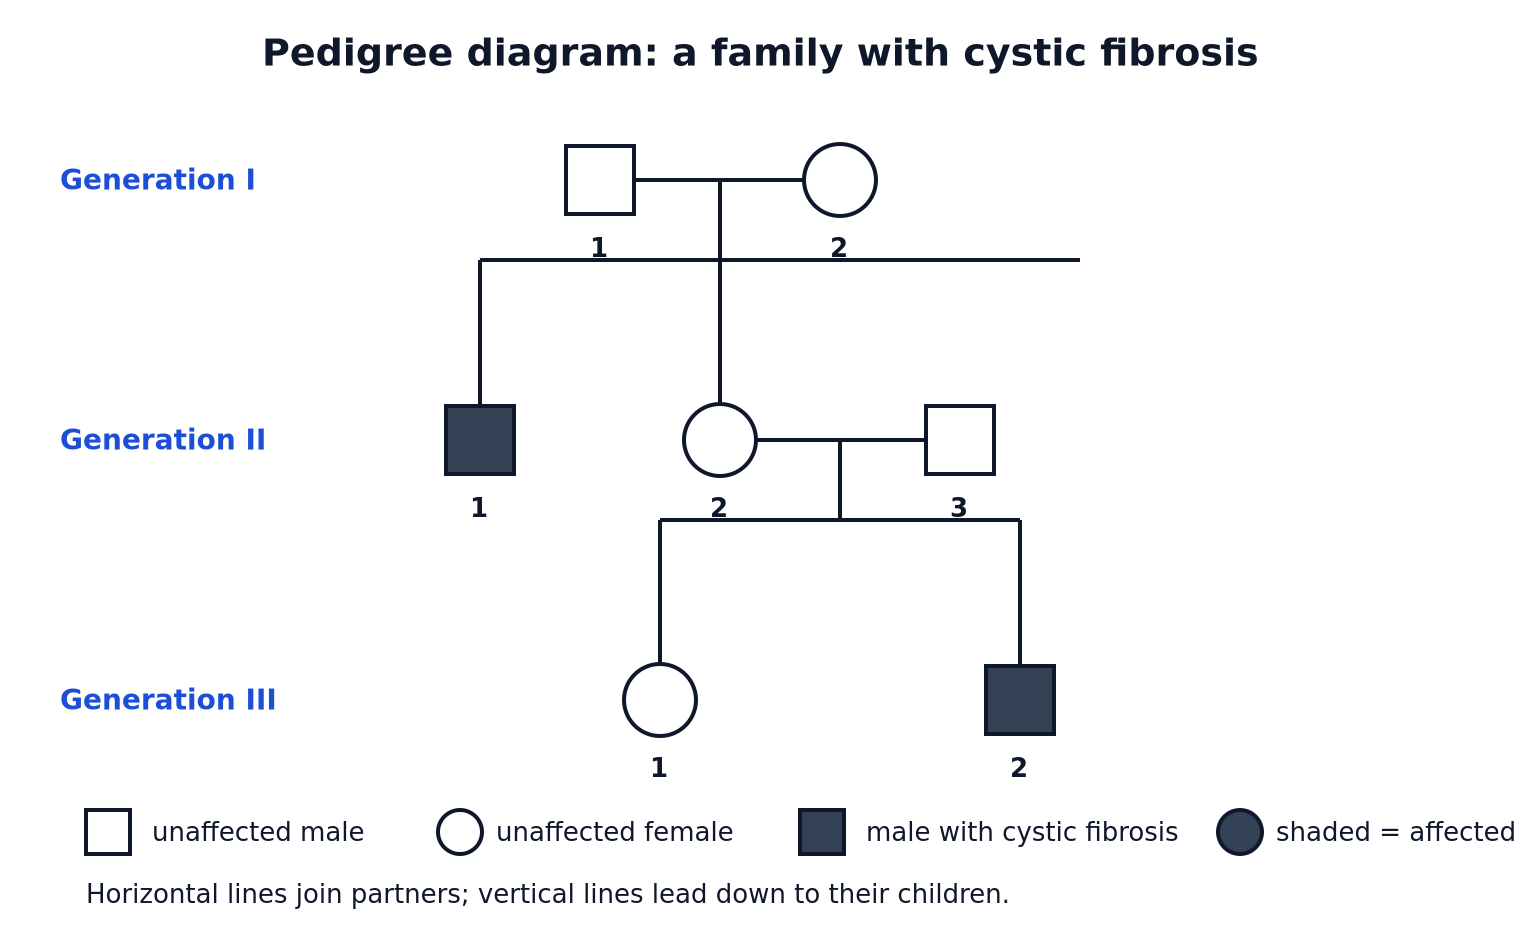 Pedigree diagram: a family with cystic fibrosis
Generation I
1 2
Generation II
1 2 3
Generation III
1 2
unaffected male unaffected female male with cystic fibrosis shaded = affected
Horizontal lines join partners; vertical lines lead down to their children.